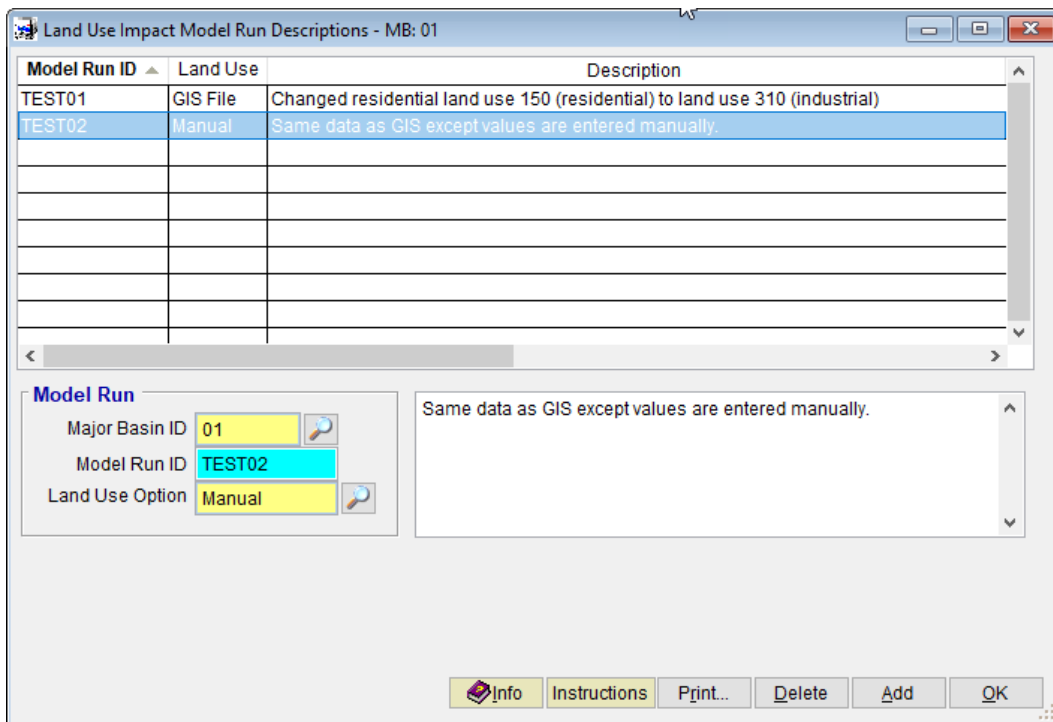 Land Use Impact Model Run Descriptions - MB: 01
Model Run ID Land Use Description
TEST01 GIS File Changed residential land use 150 (residential) to land use 310 (industrial)
TEST02 Manual Same data as GIS except values are entered manually.
Model Run
Major Basin ID 01
Model Run ID TEST02
Land Use Option Manual
Same data as GIS except values are entered manually.
Info Instructions Print... Delete Add OK